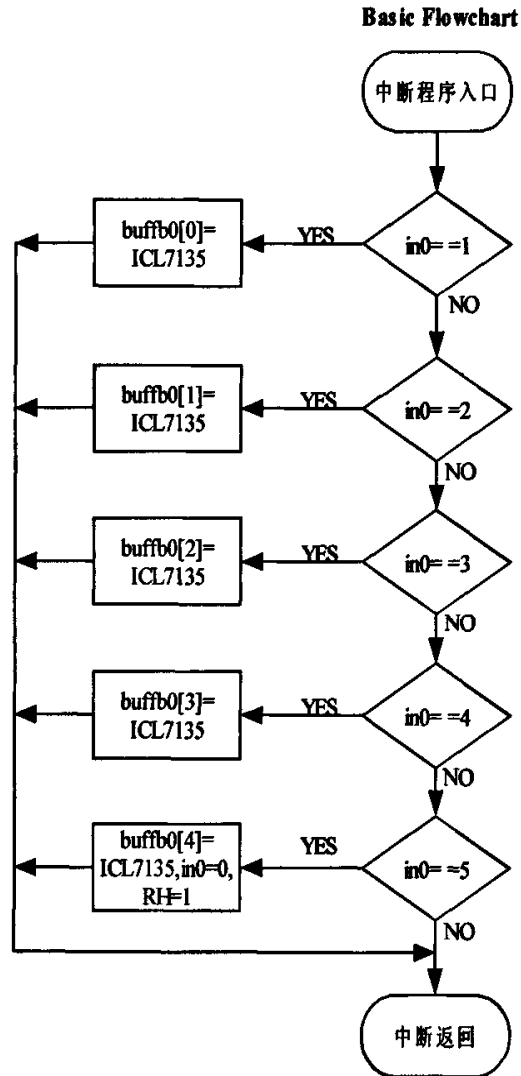 Basic Flowchart
中断程序入口
in0= =1
YES
buffb0[0]=
ICL7135
NO
in0= =2
YES
buffb0[1]=
ICL7135
NO
in0= =3
YES
buffb0[2]=
ICL7135
NO
in0= =4
YES
buffb0[3]=
ICL7135
NO
in0= =5
YES
buffb0[4]=
ICL7135,in0=0,
RH=1
NO
中断返回